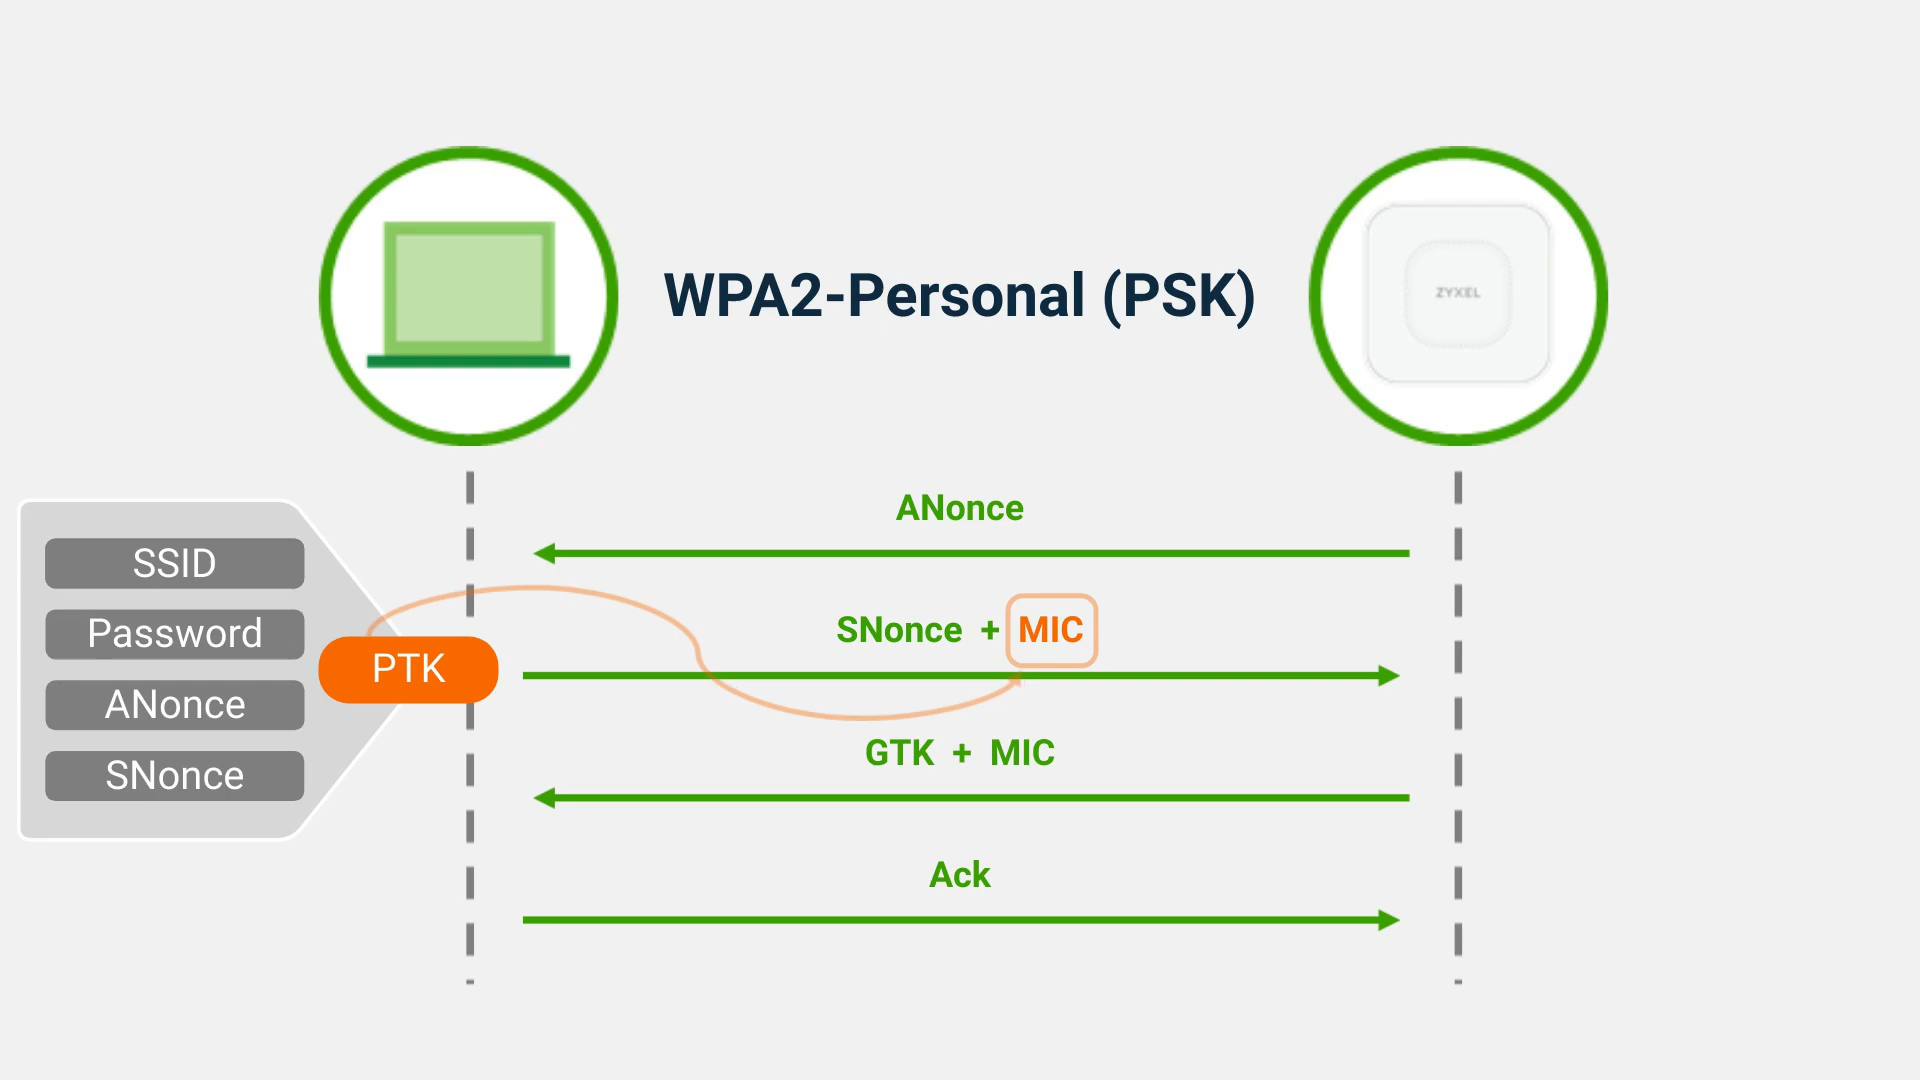 WPA2-Personal (PSK)
ZYXEL
ANonce
SSID
Password
ANonce
SNonce
PTK
SNonce + MIC
GTK + MIC
Ack